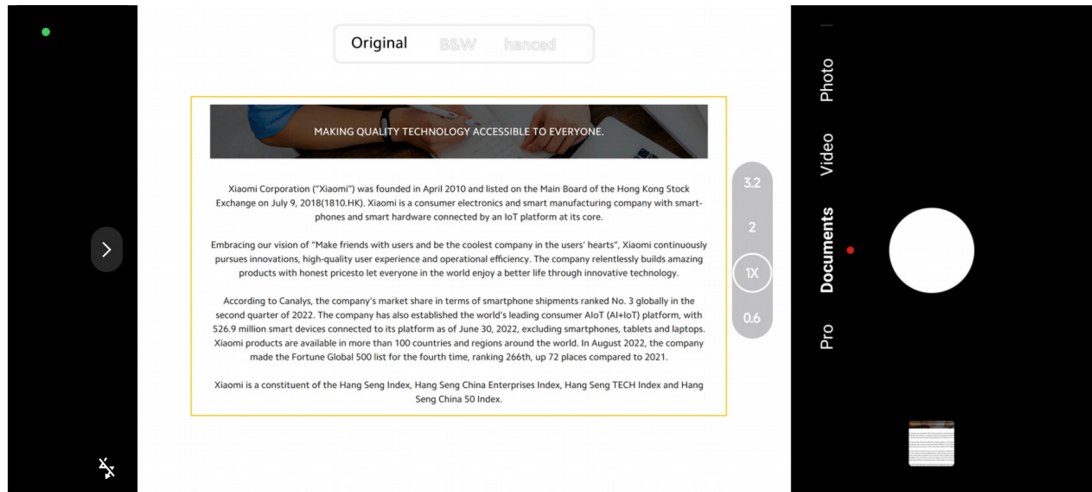 Original B&W hanced
MAKING QUALITY TECHNOLOGY ACCESSIBLE TO EVERYONE.
Xiaomi Corporation ("Xiaomi") was founded in April 2010 and listed on the Main Board of the Hong Kong Stock
Exchange on July 9, 2018(1810.HK). Xiaomi is a consumer electronics and smart manufacturing company with smart-
phones and smart hardware connected by an IoT platform at its core.
Embracing our vision of "Make friends with users and be the coolest company in the users' hearts", Xiaomi continuously
pursues innovations, high-quality user experience and operational efficiency. The company relentlessly builds amazing
products with honest pricesto let everyone in the world enjoy a better life through innovative technology.
According to Canalys, the company's market share in terms of smartphone shipments ranked No. 3 globally in the
second quarter of 2022. The company has also established the world's leading consumer AIoT (AI+IoT) platform, with
526.9 million smart devices connected to its platform as of June 30, 2022, excluding smartphones, tablets and laptops.
Xiaomi products are available in more than 100 countries and regions around the world. In August 2022, the company
made the Fortune Global 500 list for the fourth time, ranking 266th, up 72 places compared to 2021.
Xiaomi is a constituent of the Hang Seng Index, Hang Seng China Enterprises Index, Hang Seng TECH Index and Hang
Seng China 50 Index.
3.2
2
1X
0.6
Photo
Video
Documents
Pro